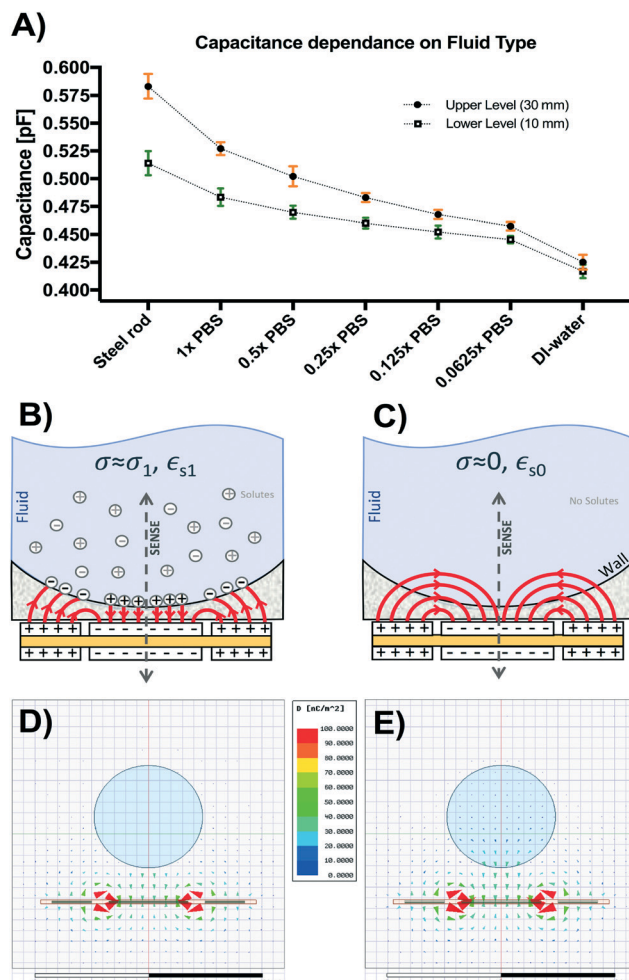 A)
Capacitance dependance on Fluid Type
Capacitance [pF]
0.600
0.575
0.550
0.525
0.500
0.475
0.450
0.425
0.400
Upper Level (30 mm)
Lower Level (10 mm)
Steel rod
1x PBS
0.5x PBS
0.25x PBS
0.125x PBS
0.0625x PBS
DI-water
B)
σ≈σ₁, ϵs1
Fluid
Solutes
SENSE
+ + + +
- - - - - -
+ + + +
+ + + +
- - - - - -
+ + + +
C)
σ≈0, ϵs0
Fluid
No Solutes
SENSE
Wall
+ + + +
- - - - - -
+ + + +
+ + + +
- - - - - -
+ + + +
D)
D [nC/m^2]
100.0000
90.0000
80.0000
70.0000
60.0000
50.0000
40.0000
30.0000
20.0000
10.0000
0.0000
E)